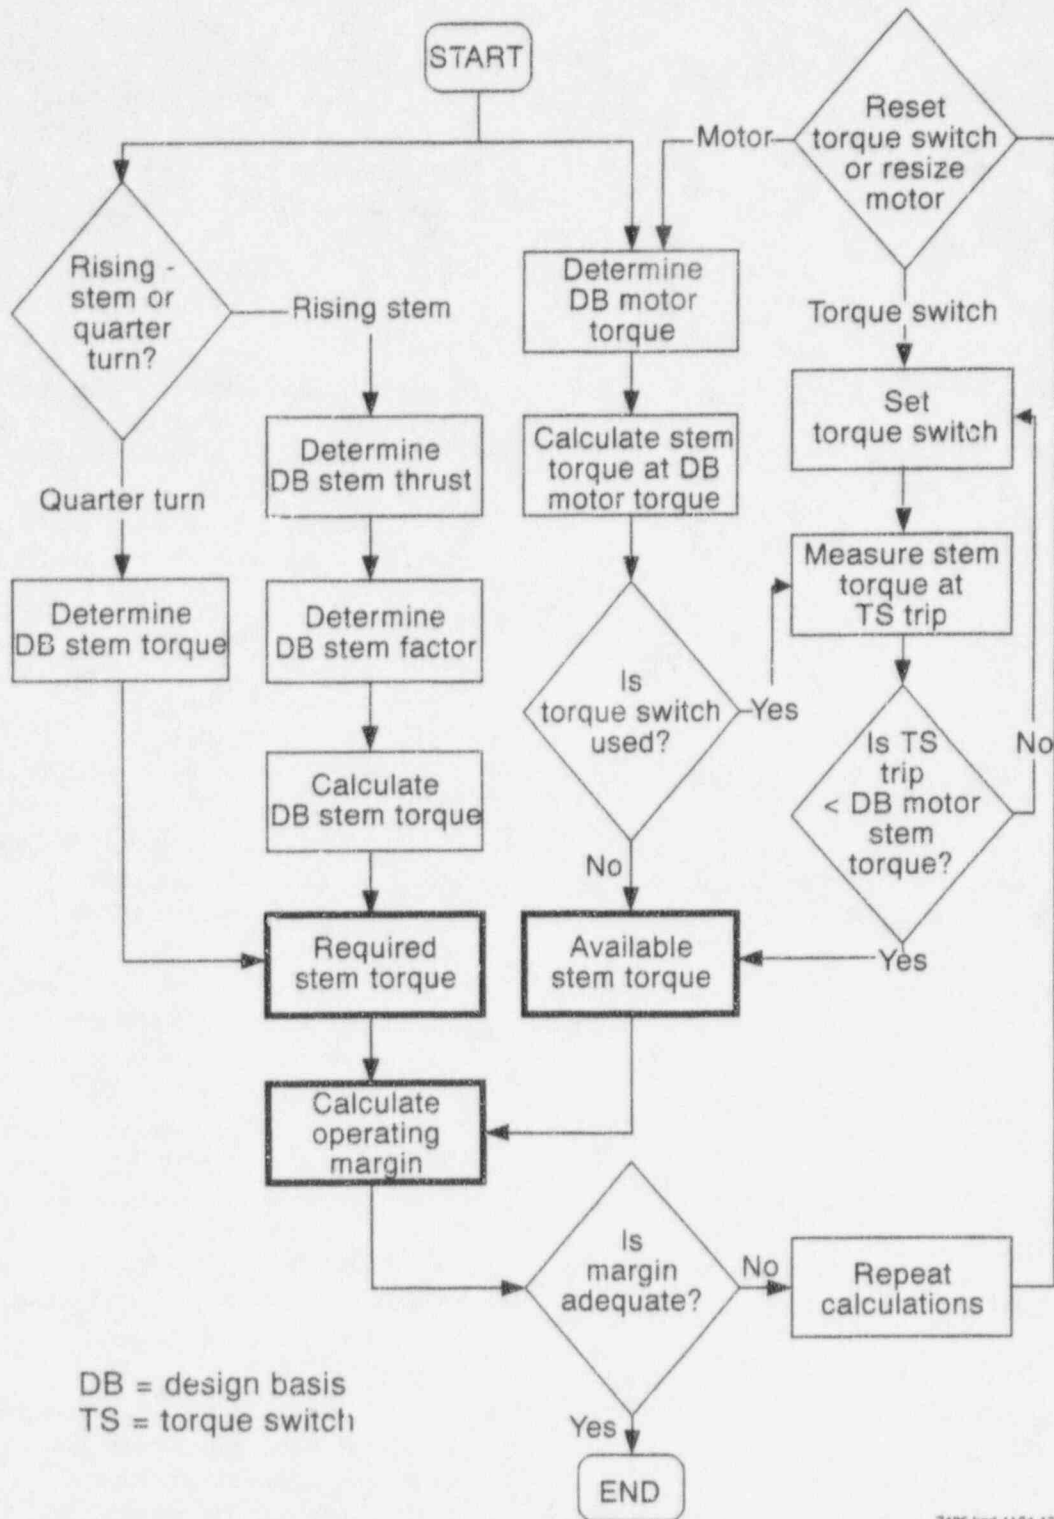 START
Reset
torque switch
or resize
motor
Motor
Rising -
stem or
quarter
turn?
Rising stem
Determine
DB motor
torque
Torque switch
Set
torque switch
Determine
DB stem thrust
Calculate stem
torque at DB
motor torque
Quarter turn
Measure stem
torque at
TS trip
Determine
DB stem torque
Determine
DB stem factor
Is
torque switch
used?
Yes
Is TS
trip
< DB motor
stem
torque?
No
Calculate
DB stem torque
No
Required
stem torque
Available
stem torque
Yes
Calculate
operating
margin
Is
margin
adequate?
No
Repeat
calculations
DB = design basis
TS = torque switch
Yes
END